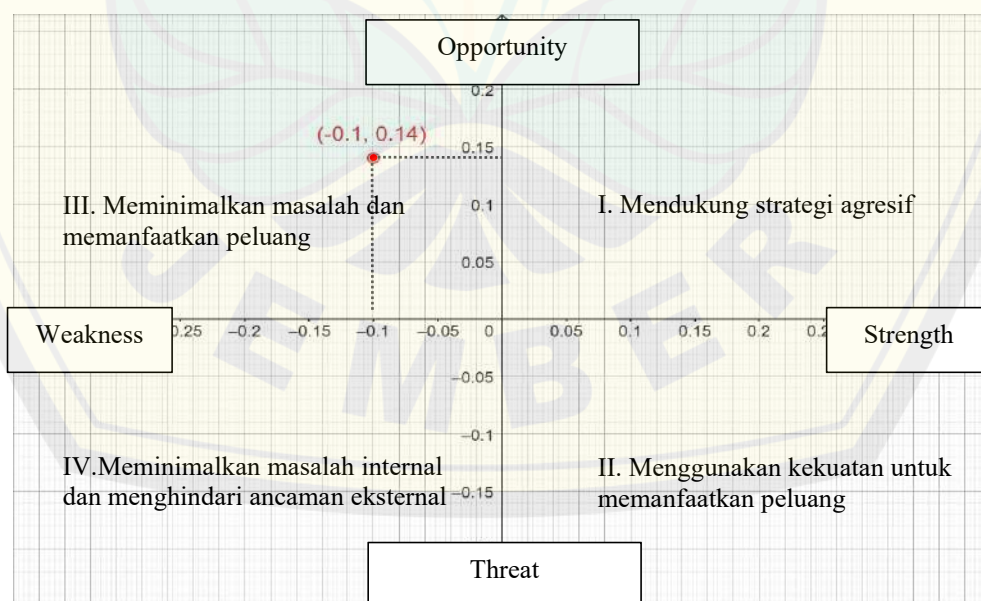 Opportunity
0.2
(-0.1, 0.14)
0.15
III. Meminimalkan masalah dan
memanfaatkan peluang
0.1
I. Mendukung strategi agresif
0.05
Weakness
0.25 –0.2 –0.15 –0.1 –0.05 0 0.05 0.1 0.15 0.2 0.2
Strength
–0.05
JEMBER
–0.1
IV.Meminimalkan masalah internal
dan menghindari ancaman eksternal
–0.15
II. Menggunakan kekuatan untuk
memanfaatkan peluang
Threat